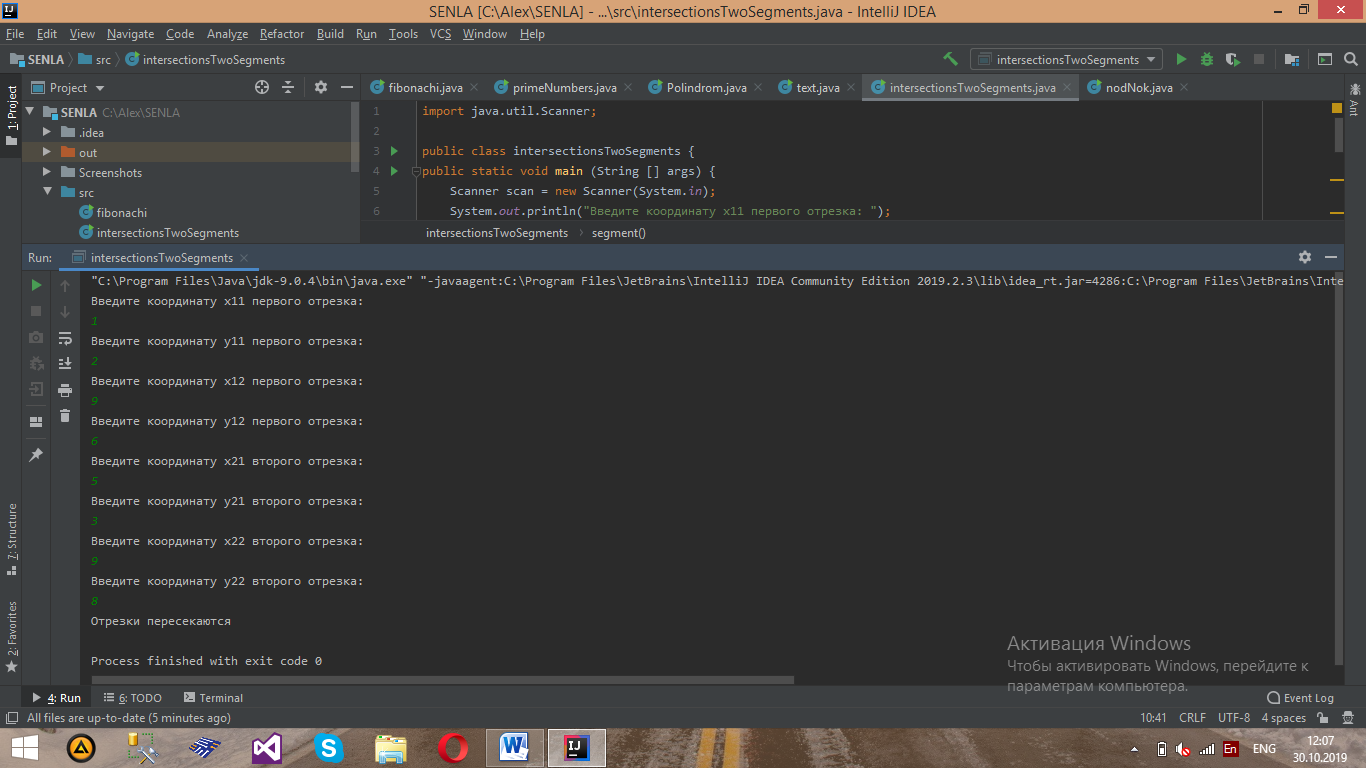 SENLA [C:\Alex\SENLA] - ...\src\intersectionsTwoSegments.java - IntelliJ IDEA
File Edit View Navigate Code Analyze Refactor Build Run Tools VCS Window Help
SENLA src intersectionsTwoSegments intersectionsTwoSegments
1: Project
Project
fibonachi.java primeNumbers.java Polindrom.java text.java intersectionsTwoSegments.java nodNok.java
Ant
SENLA C:\Alex\SENLA
.idea
out
Screenshots
src
fibonachi
intersectionsTwoSegments
1 import java.util.Scanner;
2
3 public class intersectionsTwoSegments {
4 public static void main (String [] args) {
5 Scanner scan = new Scanner(System.in);
6 System.out.println("Введите координату x11 первого отрезка: ");
intersectionsTwoSegments segment()
Run: intersectionsTwoSegments
"C:\Program Files\Java\jdk-9.0.4\bin\java.exe" "-javaagent:C:\Program Files\JetBrains\IntelliJ IDEA Community Edition 2019.2.3\lib\idea_rt.jar=4286:C:\Program Files\JetBrains\Inte
Введите координату x11 первого отрезка:
1
Введите координату y11 первого отрезка:
2
Введите координату x12 первого отрезка:
9
Введите координату y12 первого отрезка:
6
Введите координату x21 второго отрезка:
5
Введите координату y21 второго отрезка:
3
Введите координату x22 второго отрезка:
9
Введите координату y22 второго отрезка:
8
Отрезки пересекаются
Process finished with exit code 0
7: Structure
2: Favorites
Активация Windows
Чтобы активировать Windows, перейдите к
параметрам компьютера.
4: Run 6: TODO Terminal Event Log
All files are up-to-date (5 minutes ago) 10:41 CRLF UTF-8 4 spaces
En ENG 12:07
30.10.2019